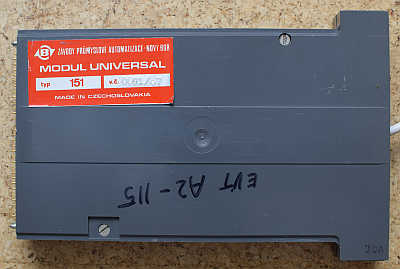 ZÁVODY PRŮMYSLOVÉ AUTOMATIZACE - NOVÝ BOR
MODUL UNIVERSAL
typ 151 v.č.
MADE IN CZECHOSLOVAKIA
EVT A2-115